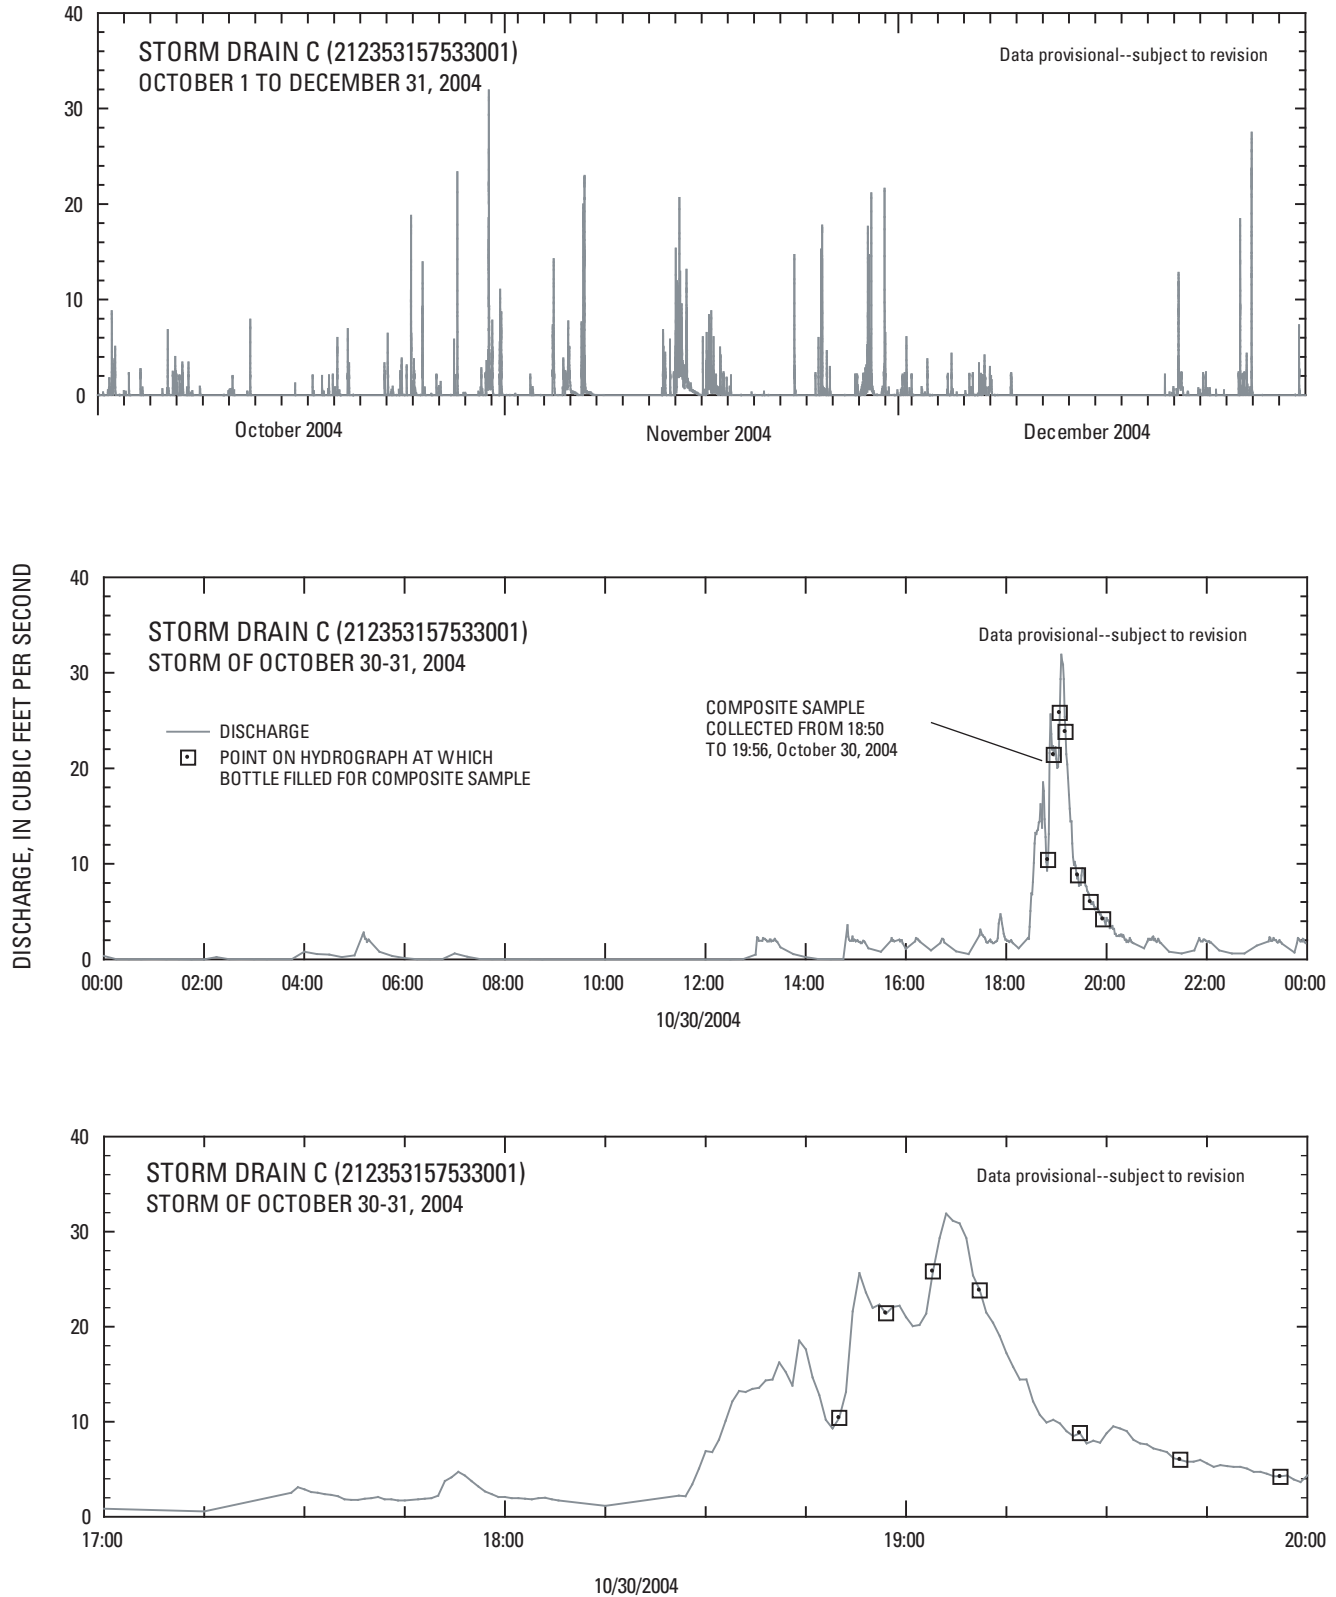 40
30
20
10
0
STORM DRAIN C (212353157533001)
OCTOBER 1 TO DECEMBER 31, 2004
Data provisional--subject to revision
October 2004
November 2004
December 2004
DISCHARGE, IN CUBIC FEET PER SECOND
40
30
20
10
0
STORM DRAIN C (212353157533001)
STORM OF OCTOBER 30-31, 2004
Data provisional--subject to revision
DISCHARGE
POINT ON HYDROGRAPH AT WHICH
BOTTLE FILLED FOR COMPOSITE SAMPLE
COMPOSITE SAMPLE
COLLECTED FROM 18:50
TO 19:56, October 30, 2004
00:00 02:00 04:00 06:00 08:00 10:00 12:00 14:00 16:00 18:00 20:00 22:00 00:00
10/30/2004
40
30
20
10
0
STORM DRAIN C (212353157533001)
STORM OF OCTOBER 30-31, 2004
Data provisional--subject to revision
17:00 18:00 19:00 20:00
10/30/2004